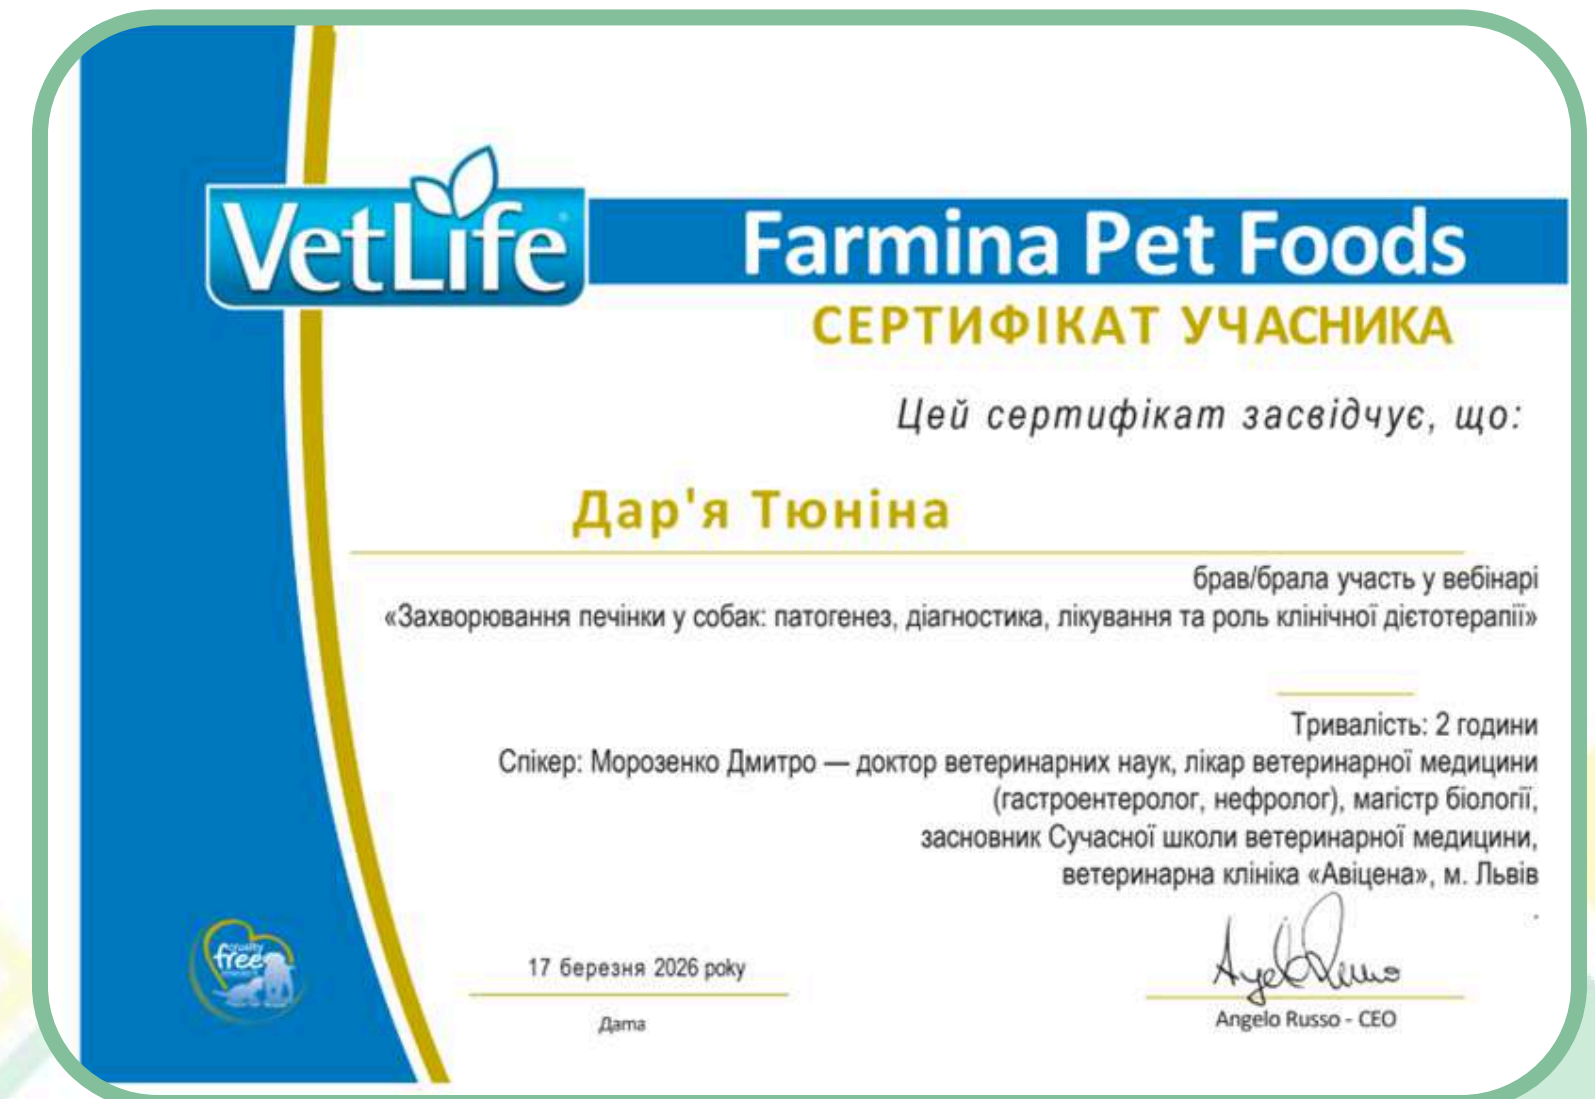 VetLife
Farmina Pet Foods
СЕРТИФІКАТ УЧАСНИКА
Цей сертифікат засвідчує, що:
Дар'я Тюніна
брав/брала участь у вебінарі
«Захворювання печінки у собак: патогенез, діагностика, лікування та роль клінічної дієтотерапії»
Тривалість: 2 години
Спікер: Морозенко Дмитро — доктор ветеринарних наук, лікар ветеринарної медицини
(гастроентеролог, нефролог), магістр біології,
засновник Сучасної школи ветеринарної медицини,
ветеринарна клініка «Авіцена», м. Львів
.
cruelty
free
17 березня 2026 року
Дата
Angelo Russo - CEO